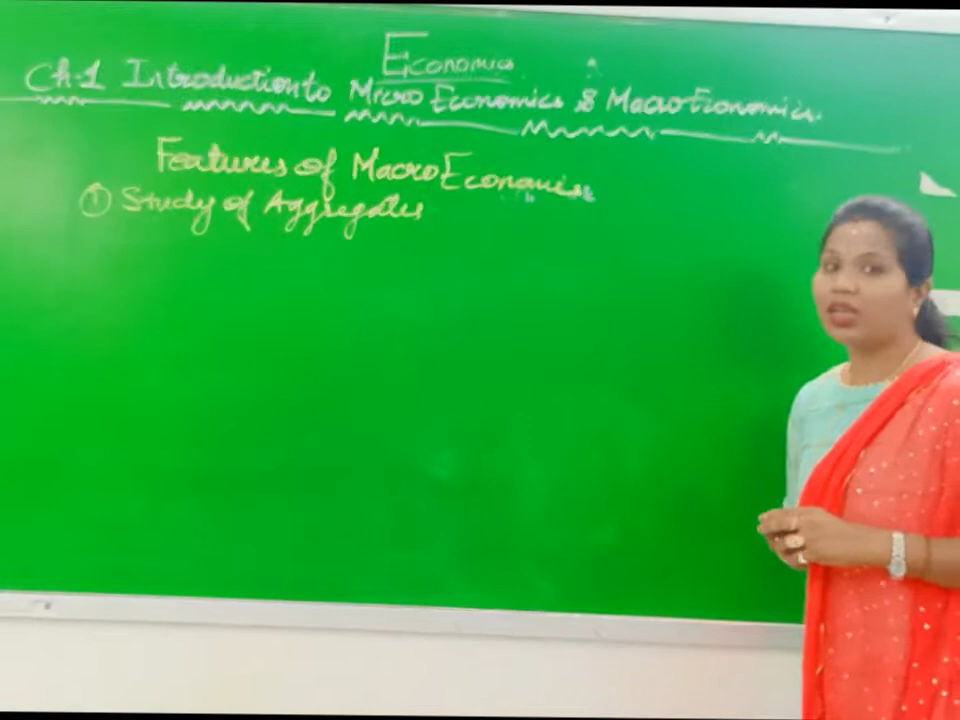 Economics
Ch.1 Introduction to Micro Economics & Macro Economics.
Features of Macro Economics
① Study of Aggregates